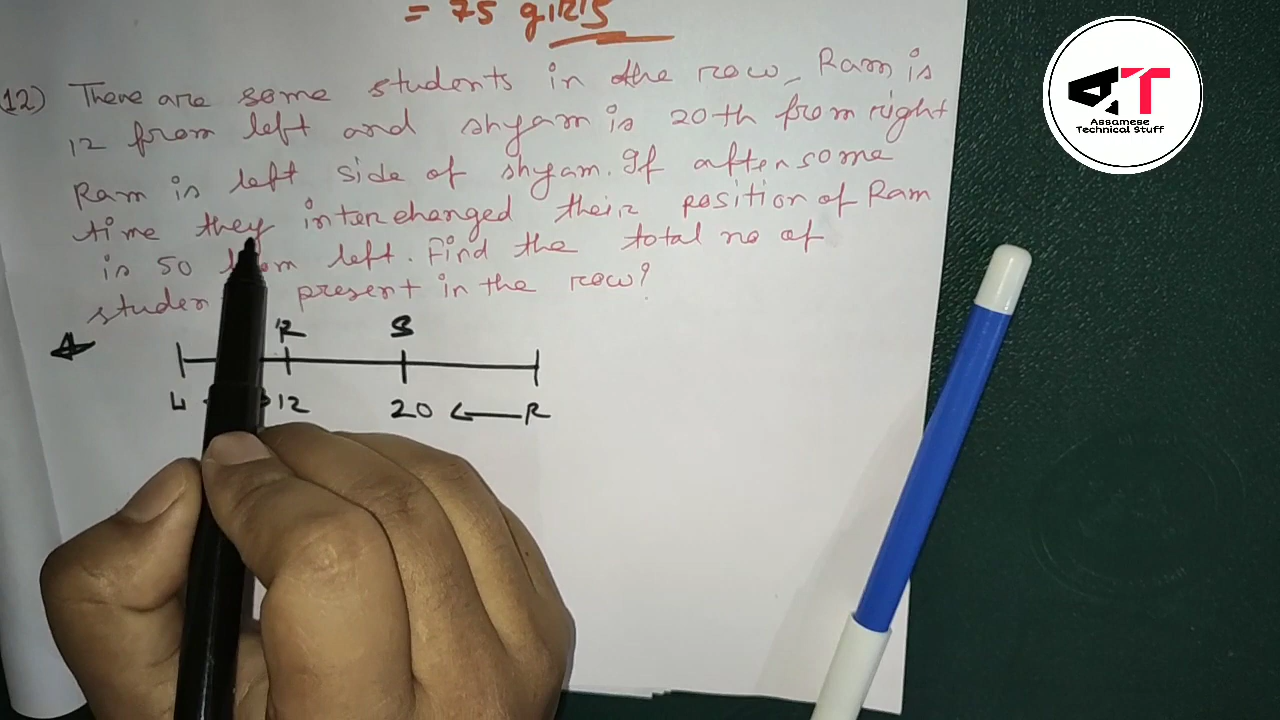 = 75 girls
(12) There are some students in the row, Ram is
12 from left and shyam is 20th from right
Ram is left side of shyam. If after some
time they interchanged their position of Ram
is 50 from left. Find the total no of
present in the row?
R S
12 20 R
AT
Assamese
Technical Stuff